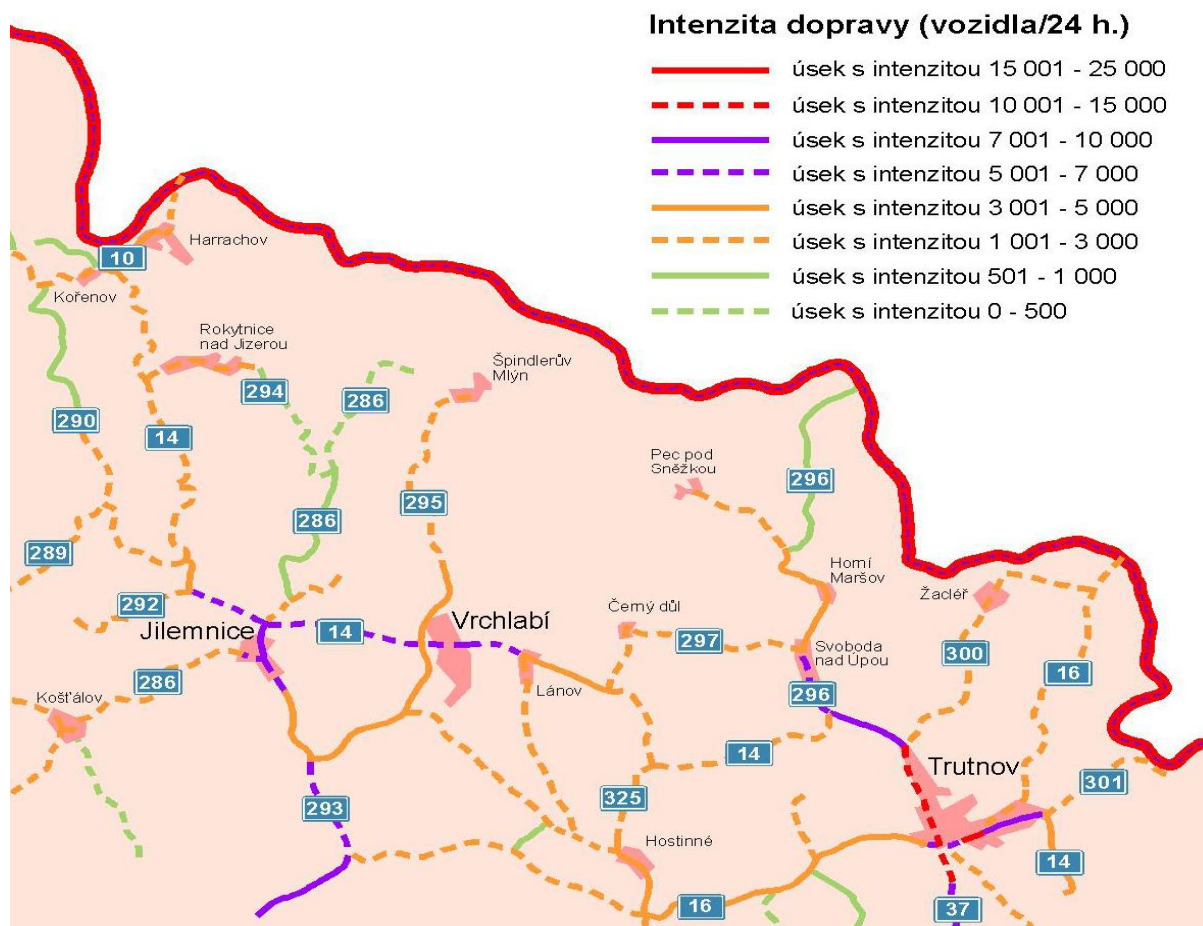 Intenzita dopravy (vozidla/24 h.)
úsek s intenzitou 15 001 - 25 000
úsek s intenzitou 10 001 - 15 000
úsek s intenzitou 7 001 - 10 000
úsek s intenzitou 5 001 - 7 000
úsek s intenzitou 3 001 - 5 000
úsek s intenzitou 1 001 - 3 000
úsek s intenzitou 501 - 1 000
úsek s intenzitou 0 - 500
Harrachov
10
Kořenov
Rokytnice
nad Jizerou
Špindlerův
Mlýn
294
286
290
14
Pec pod
Gněžkou
296
295
286
289
Horní
Maršov
Žacléř
292
Černý důl
Vrchlabí
Jilemnice
14
297
Svoboda
nad Úpou
300
16
286
Lánov
296
Košťálov
14
Trutnov
301
293
325
Hostinné
14
16
37